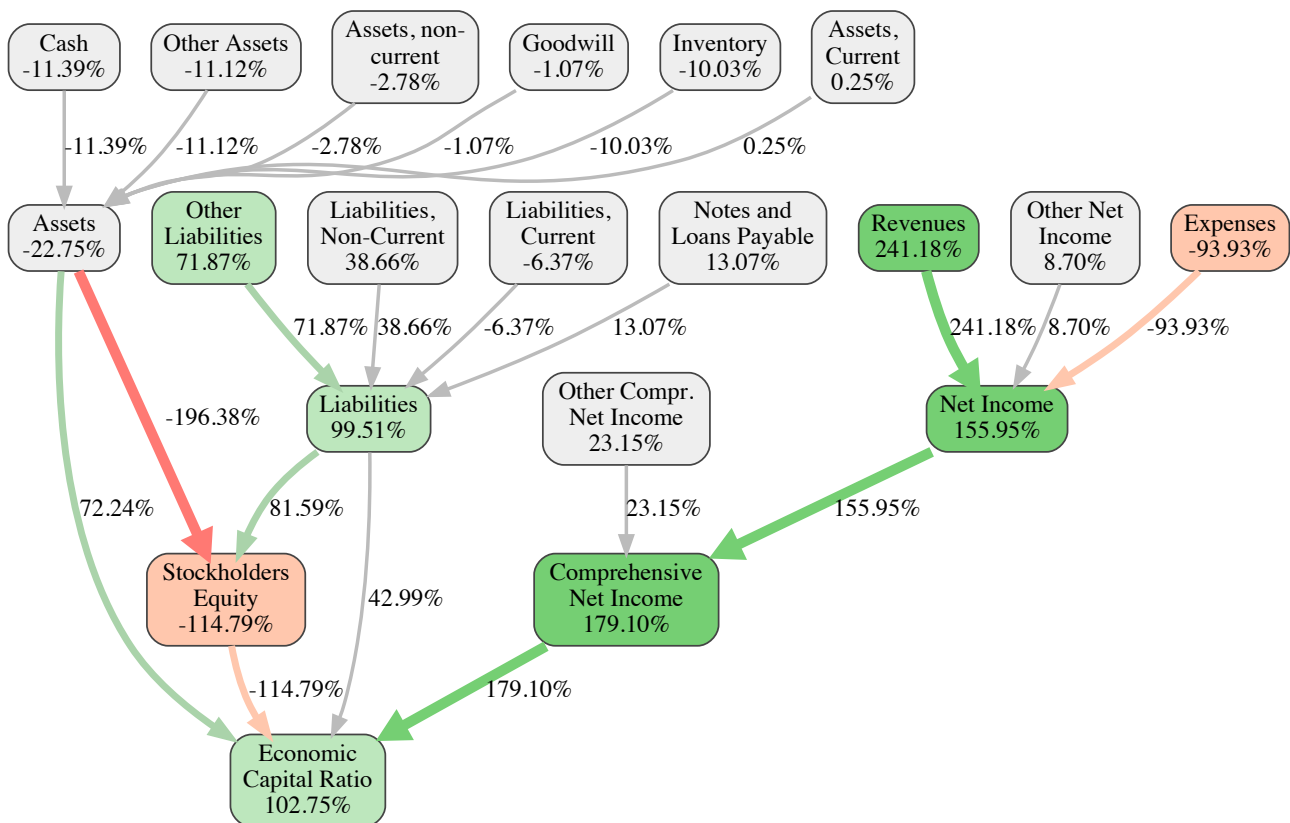 Cash
-11.39%
Other Assets
-11.12%
Assets, non-
current
-2.78%
Goodwill
-1.07%
Inventory
-10.03%
Assets,
Current
0.25%
-11.39%
-11.12%
-2.78%
-1.07%
-10.03%
0.25%
Assets
-22.75%
Other
Liabilities
71.87%
Liabilities,
Non-Current
38.66%
Liabilities,
Current
-6.37%
Notes and
Loans Payable
13.07%
Revenues
241.18%
Other Net
Income
8.70%
Expenses
-93.93%
71.87%
38.66%
-6.37%
13.07%
241.18%
8.70%
-93.93%
Liabilities
99.51%
Other Compr.
Net Income
23.15%
Net Income
155.95%
-196.38%
72.24%
81.59%
23.15%
155.95%
Stockholders
Equity
-114.79%
42.99%
Comprehensive
Net Income
179.10%
-114.79%
179.10%
Economic
Capital Ratio
102.75%